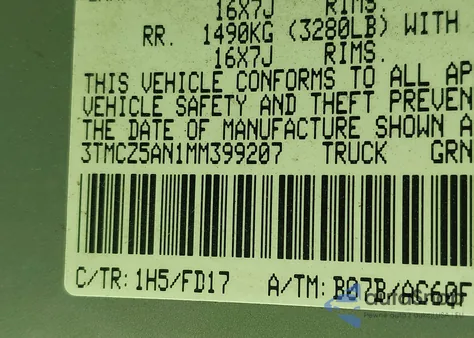 16X7J RIMS.
RR. 1490KG (3280LB) WITH
16X7J RIMS.
THIS VEHICLE CONFORMS TO ALL AP
VEHICLE SAFETY AND THEFT PREVEN
THE DATE OF MANUFACTURE SHOWN A
3TMCZ5AN1MM399207 TRUCK GRN
C/TR: 1H5/FD17 A/TM: B07B/AC60F